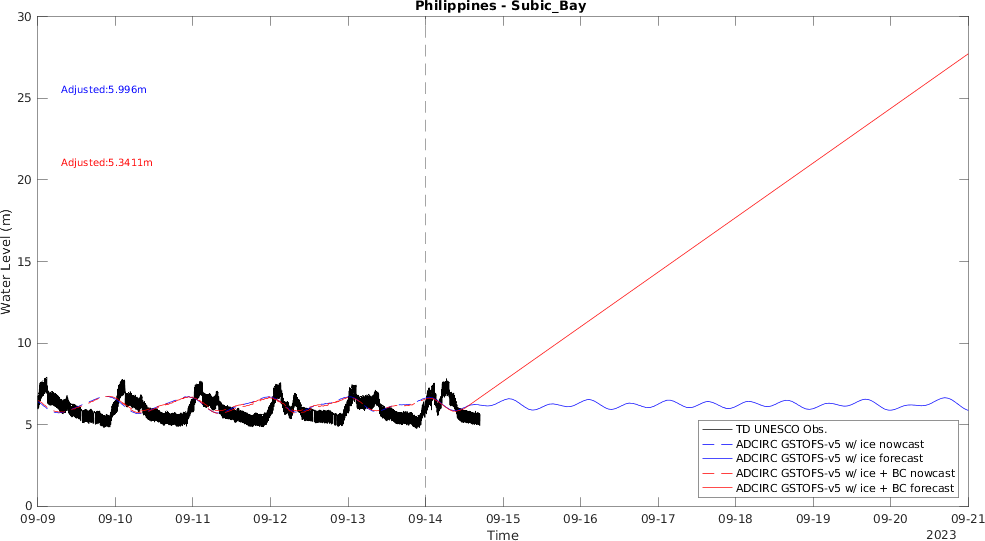 Philippines - Subic_Bay
30
25
20
15
10
5
0
Water Level (m)
Adjusted:5.996m
Adjusted:5.3411m
TD UNESCO Obs.
ADCIRC GSTOFS-v5 w/ ice nowcast
ADCIRC GSTOFS-v5 w/ ice forecast
ADCIRC GSTOFS-v5 w/ ice + BC nowcast
ADCIRC GSTOFS-v5 w/ ice + BC forecast
09-09 09-10 09-11 09-12 09-13 09-14 09-15 09-16 09-17 09-18 09-19 09-20 09-21
Time
2023